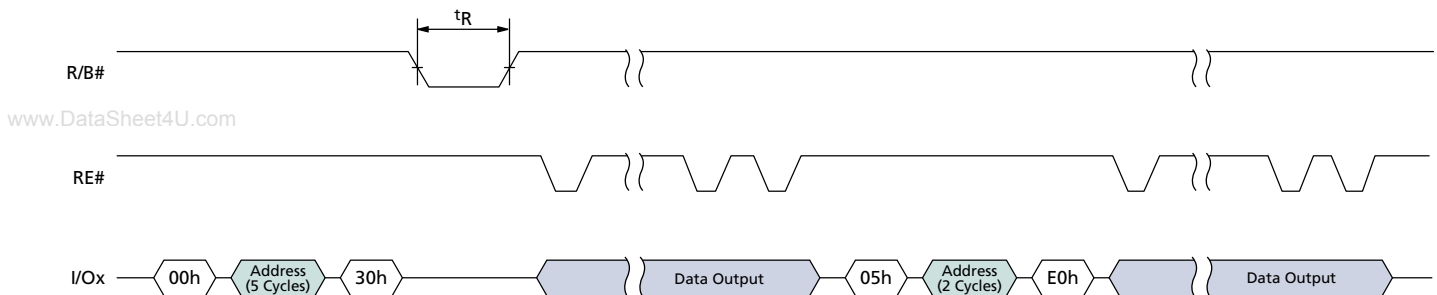 tR
R/B#
www.DataSheet4U.com
RE#
I/Ox 00h Address (5 Cycles) 30h Data Output 05h Address (2 Cycles) E0h Data Output